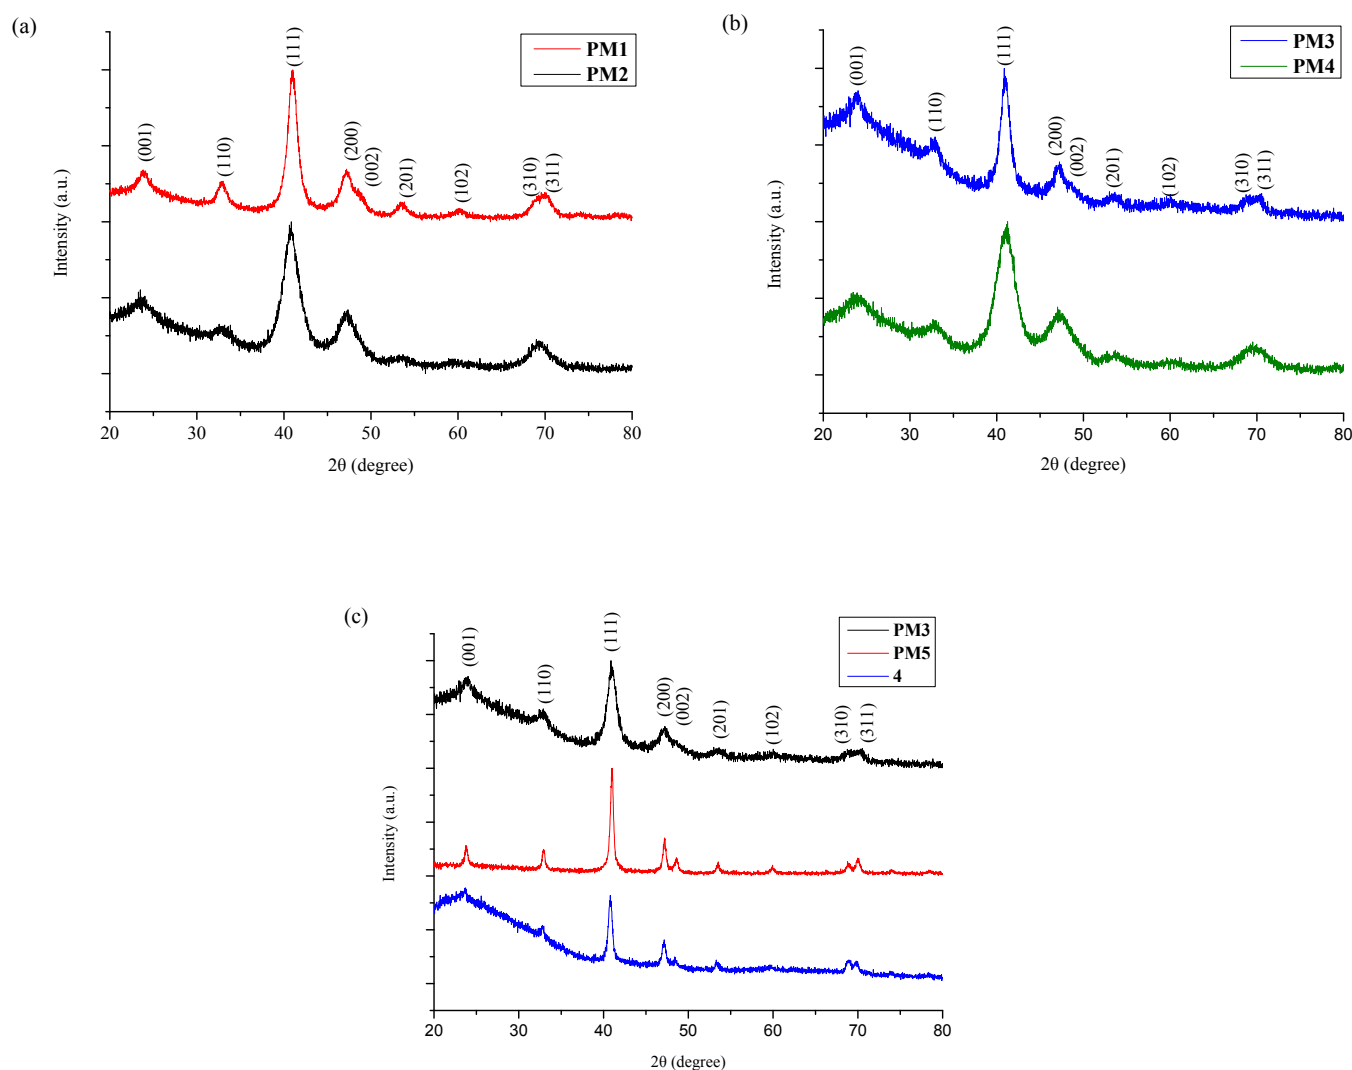 (a)
PM1
PM2
(001)
(110)
(111)
(200)
(002)
(201)
(102)
(310)
(311)
Intensity (a.u.)
20 30 40 50 60 70 80
2θ (degree)
(b)
PM3
PM4
(001)
(110)
(111)
(200)
(002)
(201)
(102)
(310)
(311)
Intensity (a.u.)
20 30 40 50 60 70 80
2θ (degree)
(c)
PM3
PM5
4
(001)
(110)
(111)
(200)
(002)
(201)
(102)
(310)
(311)
Intensity (a.u.)
20 30 40 50 60 70 80
2θ (degree)